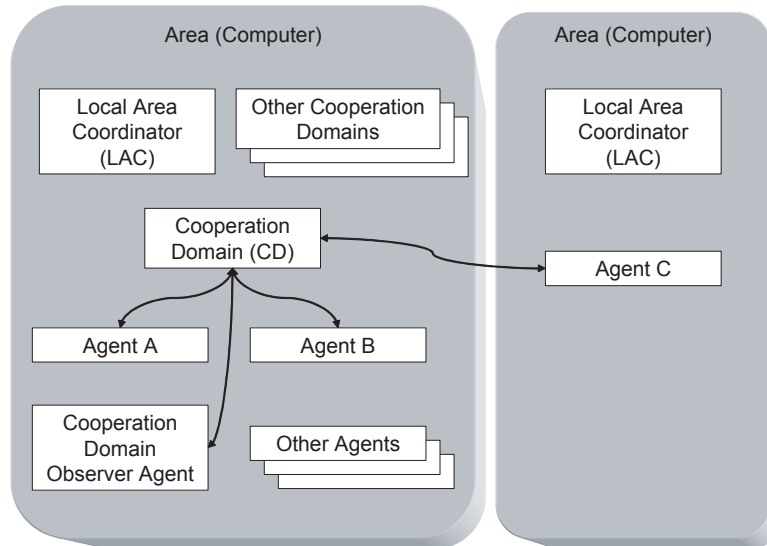 Area (Computer)
Local Area
Coordinator
(LAC)
Other Cooperation
Domains
Cooperation
Domain (CD)
Agent A
Agent B
Cooperation
Domain
Observer Agent
Other Agents
Area (Computer)
Local Area
Coordinator
(LAC)
Agent C